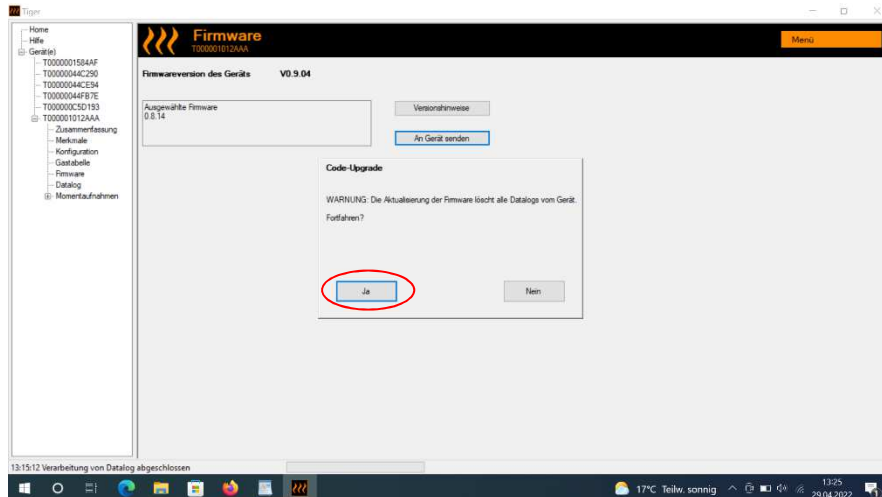 Tiger
Home
Hilfe
Gerät(e)
T0000001584AF
T00000044C290
T00000044CE94
T00000044FB7E
T000000C5D193
T000001012AAA
Zusammenfassung
Merkmale
Konfiguration
Gastabelle
Firmware
Datalog
Momentaufnahmen
Firmware
T000001012AAA
Menü
Firmwareversion des Geräts V0.9.04
Ausgewählte Firmware
0.8.14
Versionshinweise
An Gerät senden
Code-Upgrade
WARNUNG: Die Aktualisierung der Firmware löscht alle Datalogs vom Gerät.
Fortfahren?
Ja
Nein
13:15:12 Verarbeitung von Datalog abgeschlossen
17°C Teilw. sonnig
13:25
29.04.2022